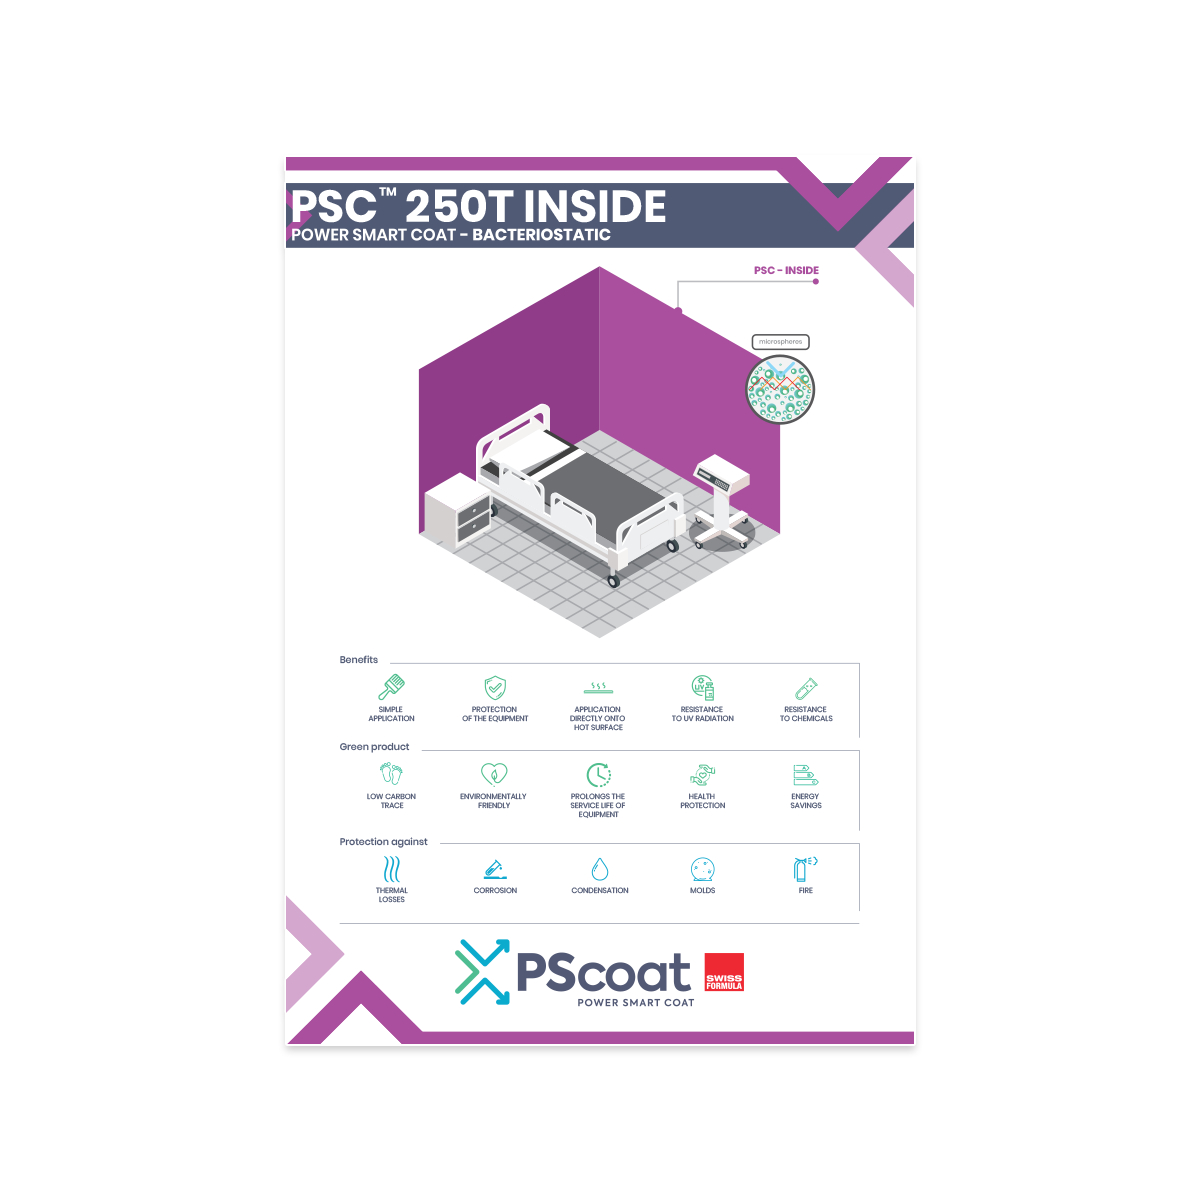 PSC™ 250T INSIDE
POWER SMART COAT - BACTERIOSTATIC
PSC - INSIDE
microspheres
Benefits
SIMPLE
APPLICATION
PROTECTION
OF THE EQUIPMENT
APPLICATION
DIRECTLY ONTO
HOT SURFACE
UV
RESISTANCE
TO UV RADIATION
RESISTANCE
TO CHEMICALS
Green product
LOW CARBON
TRACE
ENVIRONMENTALLY
FRIENDLY
PROLONGS THE
SERVICE LIFE OF
EQUIPMENT
HEALTH
PROTECTION
A
B
C
ENERGY
SAVINGS
Protection against
THERMAL
LOSSES
CORROSION
CONDENSATION
MOLDS
FIRE
PScoat
POWER SMART COAT
SWISS
FORMULA